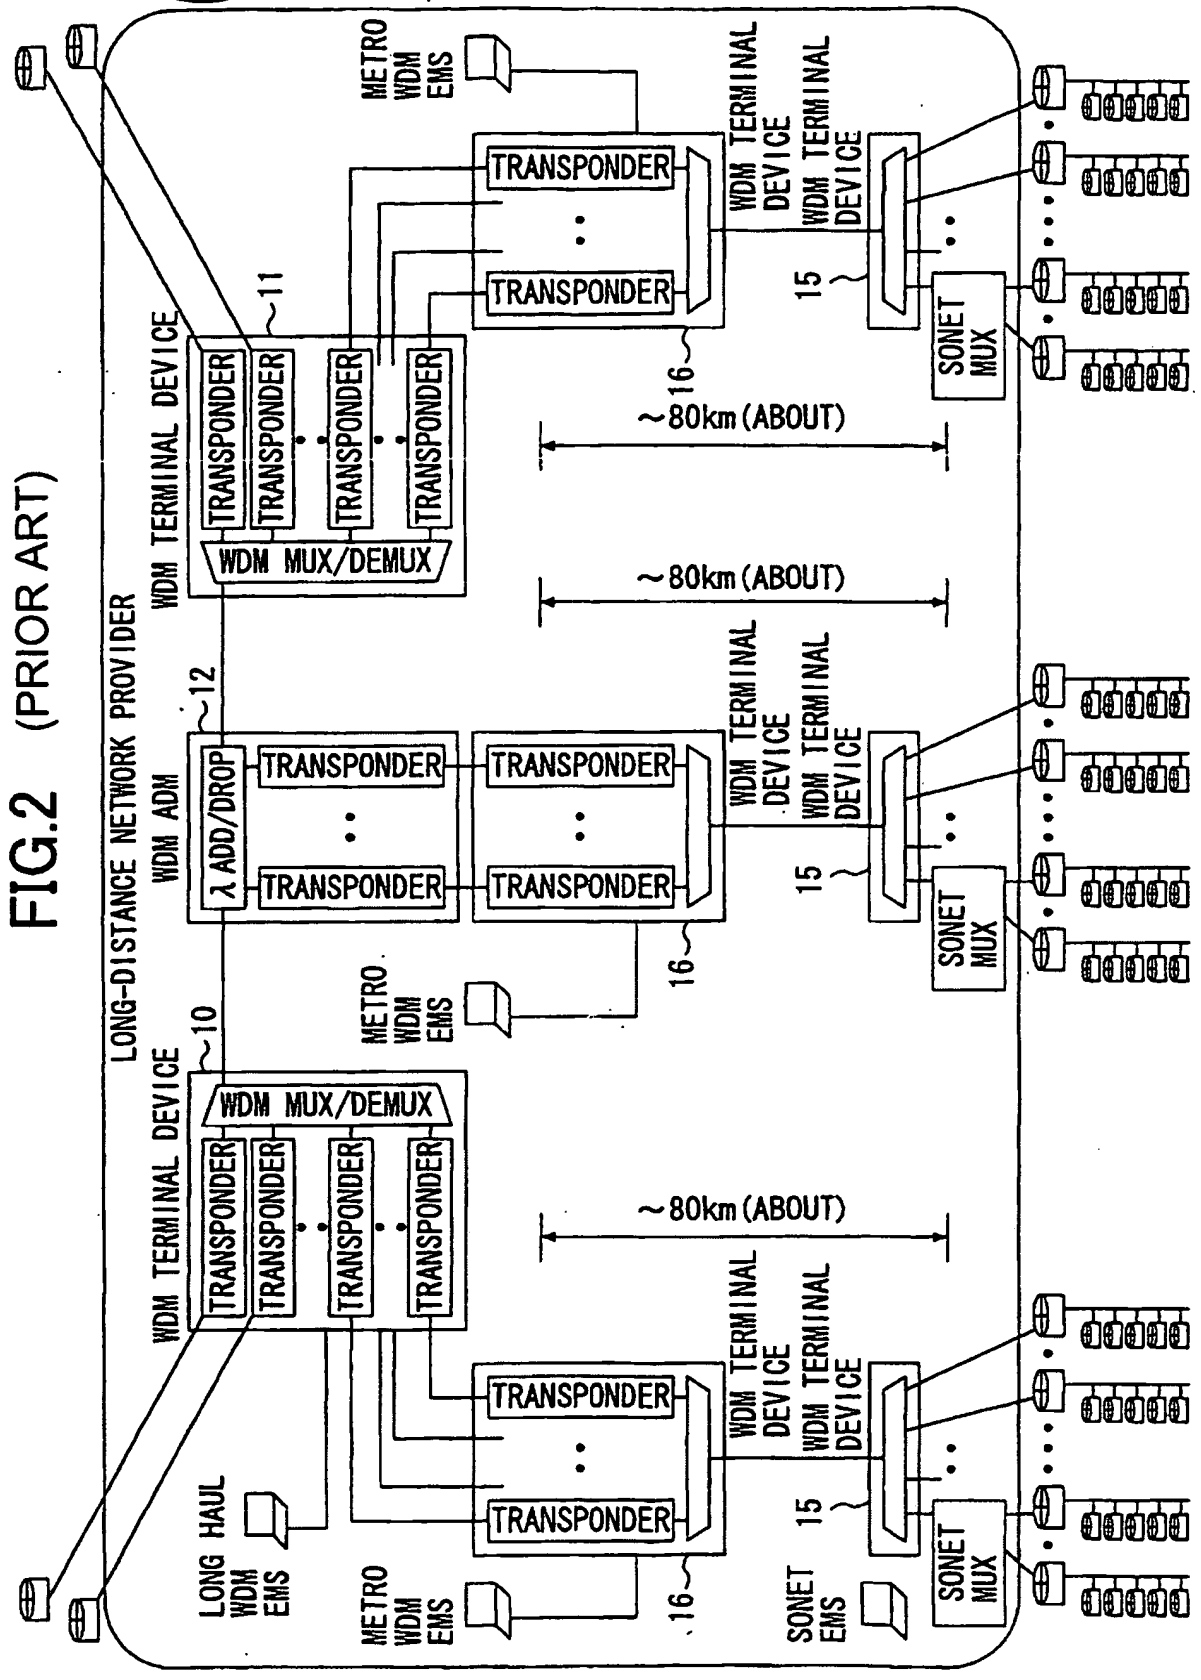 FIG.2 (PRIOR ART)
LONG-DISTANCE NETWORK PROVIDER
WDM TERMINAL DEVICE
10
TRANSPONDER
TRANSPONDER
TRANSPONDER
TRANSPONDER
WDM MUX/DEMUX
WDM ADM
12
λ ADD/DROP
TRANSPONDER
TRANSPONDER
WDM TERMINAL DEVICE
11
WDM MUX/DEMUX
TRANSPONDER
TRANSPONDER
TRANSPONDER
TRANSPONDER
LONG HAUL
WDM
EMS
METRO
WDM
EMS
TRANSPONDER
TRANSPONDER
16
WDM TERMINAL
DEVICE
~80km(ABOUT)
METRO
WDM
EMS
TRANSPONDER
TRANSPONDER
16
WDM TERMINAL
DEVICE
~80km(ABOUT)
METRO
WDM
EMS
TRANSPONDER
TRANSPONDER
16
WDM TERMINAL
DEVICE
~80km(ABOUT)
SONET
EMS
15
WDM TERMINAL
DEVICE
SONET
MUX
15
WDM TERMINAL
DEVICE
SONET
MUX
15
WDM TERMINAL
DEVICE
SONET
MUX